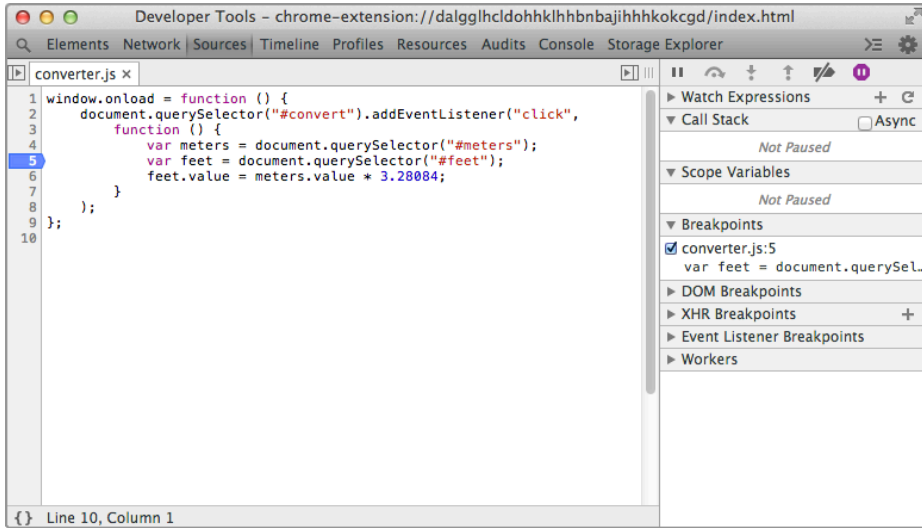 Developer Tools - chrome-extension://dalgglhcldohhklhhbnbajihhhkokcgd/index.html
Elements Network Sources Timeline Profiles Resources Audits Console Storage Explorer
converter.js ×
1 window.onload = function () {
2     document.querySelector("#convert").addEventListener("click",
3         function () {
4             var meters = document.querySelector("#meters");
5             var feet = document.querySelector("#feet");
6             feet.value = meters.value * 3.28084;
7         }
8     );
9 };
10
{} Line 10, Column 1
Watch Expressions
Call Stack Async
Not Paused
Scope Variables
Not Paused
Breakpoints
converter.js:5
var feet = document.querySel…
DOM Breakpoints
XHR Breakpoints
Event Listener Breakpoints
Workers